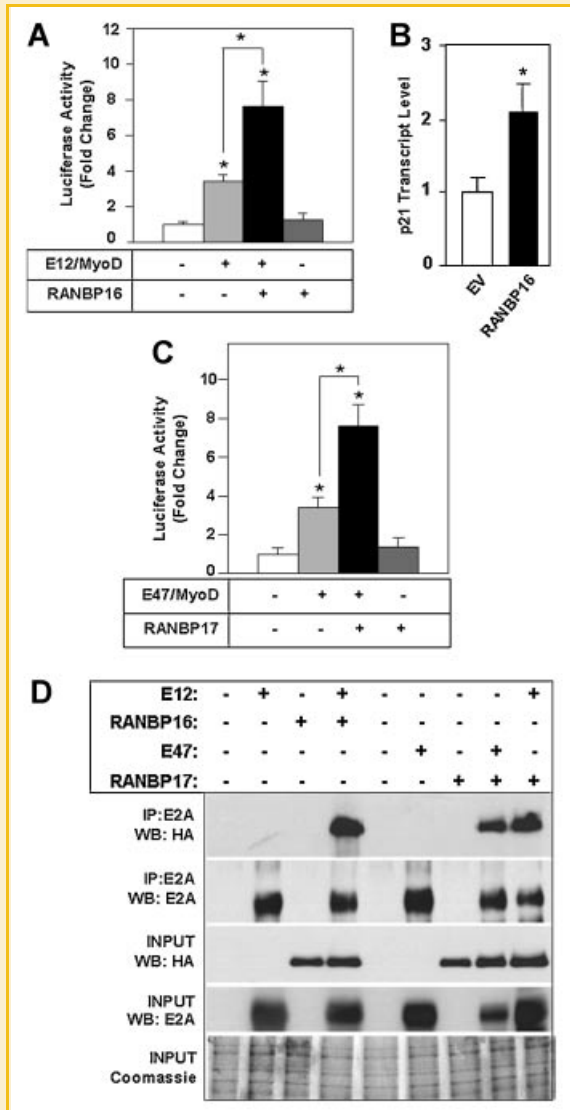 A
Luciferase Activity
(Fold Change)
12
10
8
6
4
2
0
*
*
*
E12/MyoD - + + -
RANBP16 - - + +
B
p21 Transcript Level
3
2
1
0
*
EV
RANBP16
C
Luciferase Activity
(Fold Change)
10
8
6
4
2
0
*
*
*
E47/MyoD - + + -
RANBP17 - - + +
D
E12: - + - + - - - - +
RANBP16: - - + + - - - - -
E47: - - - - - + - + -
RANBP17: - - - - - - + + +
IP:E2A
WB: HA
IP:E2A
WB: E2A
INPUT
WB: HA
INPUT
WB: E2A
INPUT
Coomassie